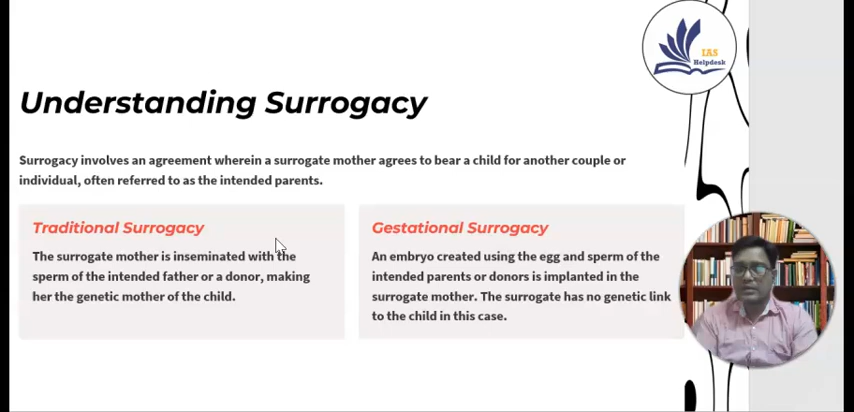 IAS
Helpdesk
Understanding Surrogacy
Surrogacy involves an agreement wherein a surrogate mother agrees to bear a child for another couple or
individual, often referred to as the intended parents.
Traditional Surrogacy
The surrogate mother is inseminated with the
sperm of the intended father or a donor, making
her the genetic mother of the child.
Gestational Surrogacy
An embryo created using the egg and sperm of the
intended parents or donors is implanted in the
surrogate mother. The surrogate has no genetic link
to the child in this case.